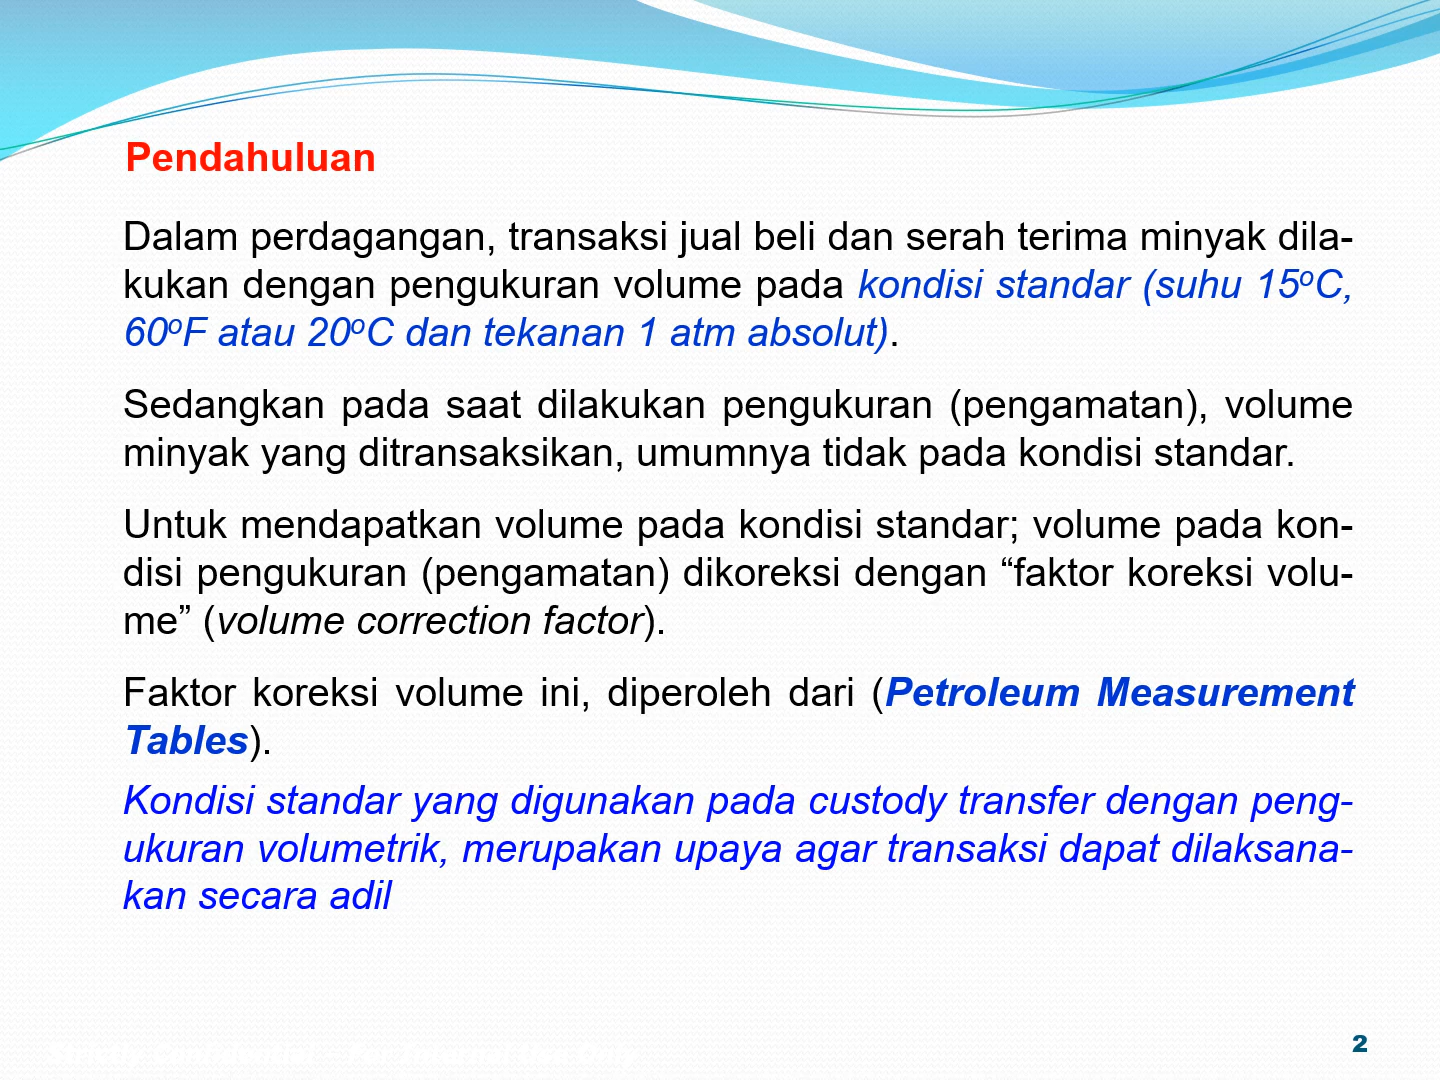 Pendahuluan
Dalam perdagangan, transaksi jual beli dan serah terima minyak dila-
kukan dengan pengukuran volume pada kondisi standar (suhu 15ºC,
60ºF atau 20ºC dan tekanan 1 atm absolut).
Sedangkan pada saat dilakukan pengukuran (pengamatan), volume
minyak yang ditransaksikan, umumnya tidak pada kondisi standar.
Untuk mendapatkan volume pada kondisi standar; volume pada kon-
disi pengukuran (pengamatan) dikoreksi dengan “faktor koreksi volu-
me” (volume correction factor).
Faktor koreksi volume ini, diperoleh dari (Petroleum Measurement
Tables).
Kondisi standar yang digunakan pada custody transfer dengan peng-
ukuran volumetrik, merupakan upaya agar transaksi dapat dilaksana-
kan secara adil
2